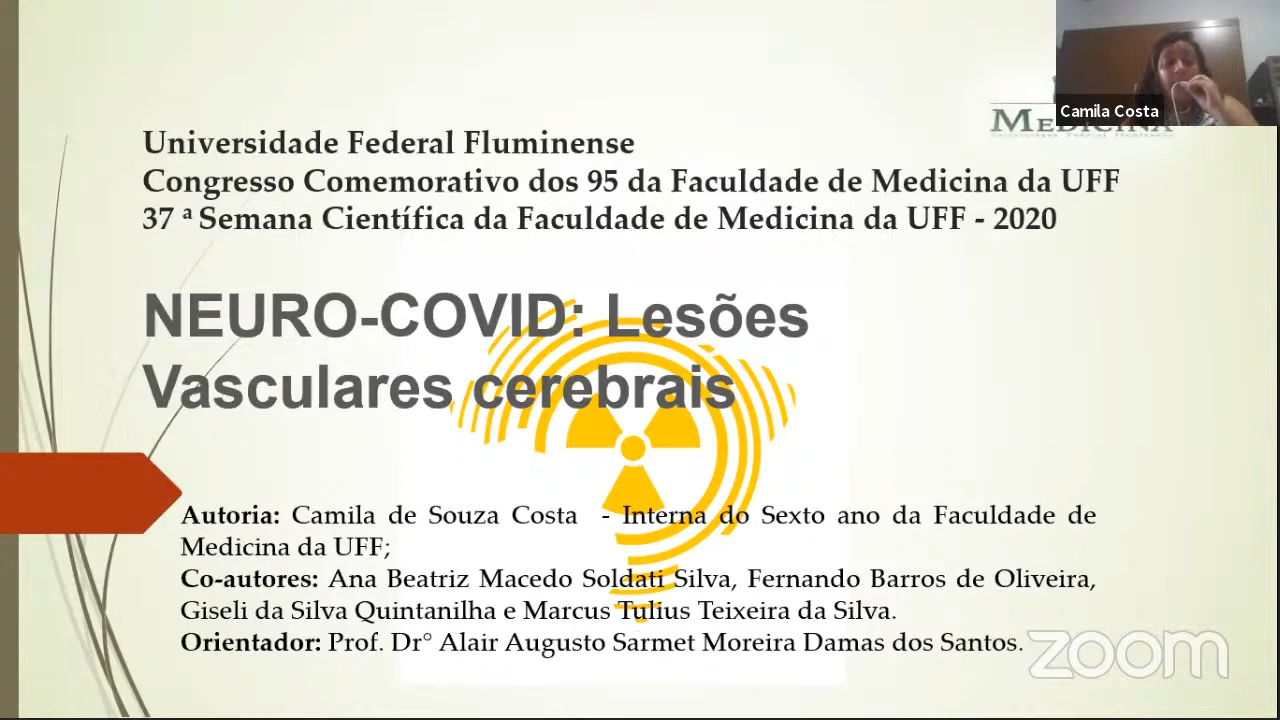 Camila Costa
MEDICINA
Universidade Federal Fluminense
Congresso Comemorativo dos 95 da Faculdade de Medicina da UFF
37 ª Semana Científica da Faculdade de Medicina da UFF - 2020
NEURO-COVID: Lesões
Vasculares cerebrais
Autoria: Camila de Souza Costa - Interna do Sexto ano da Faculdade de
Medicina da UFF;
Co-autores: Ana Beatriz Macedo Soldati Silva, Fernando Barros de Oliveira,
Giseli da Silva Quintanilha e Marcus Tulius Teixeira da Silva.
Orientador: Prof. Dr° Alair Augusto Sarmet Moreira Damas dos Santos.
zoom